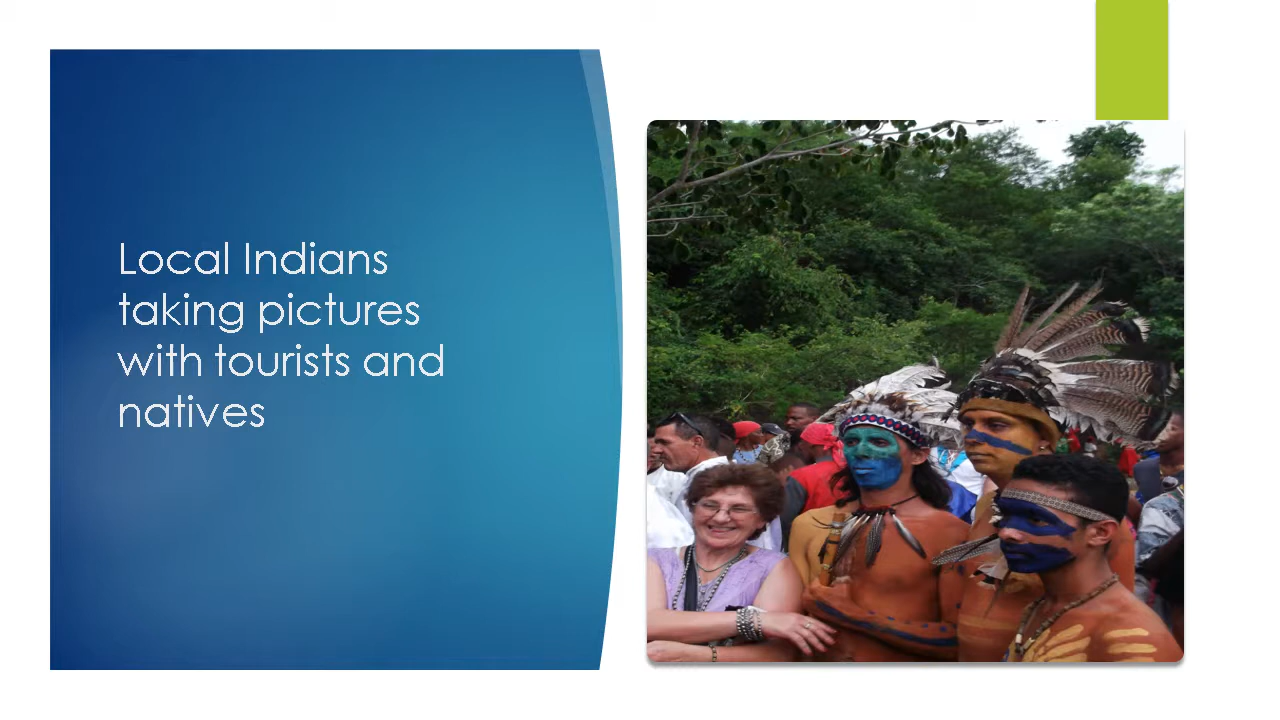 Local Indians
taking pictures
with tourists and
natives